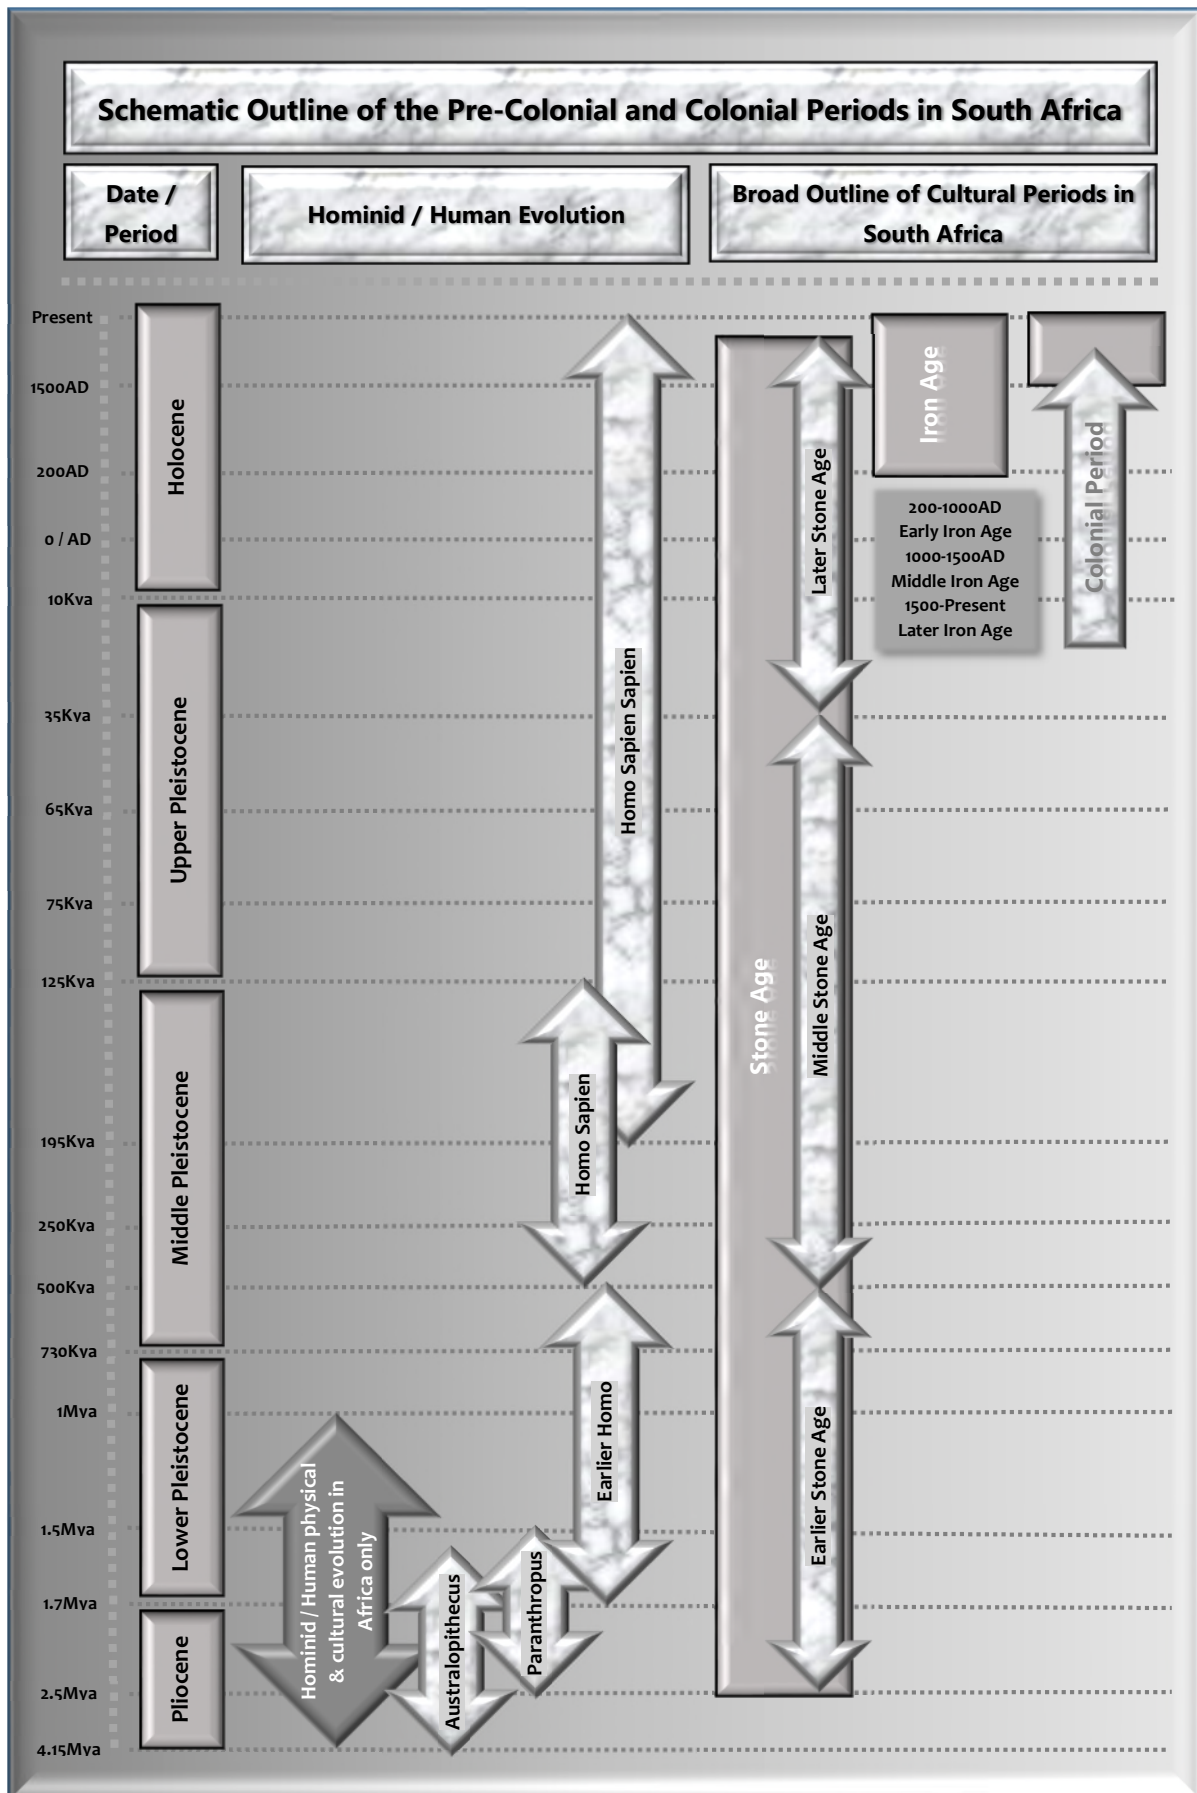 Schematic Outline of the Pre-Colonial and Colonial Periods in South Africa
Date /
Period
Hominid / Human Evolution
Broad Outline of Cultural Periods in
South Africa
Present
1500AD
200AD
0 / AD
10Kya
35Kya
65Kya
75Kya
125Kya
195Kya
250Kya
500Kya
730Kya
1Mya
1.5Mya
1.7Mya
2.5Mya
4.15Mya
Holocene
Upper Pleistocene
Middle Pleistocene
Lower Pleistocene
Pliocene
Hominid / Human physical
& cultural evolution in
Africa only
Australopithecus
Paranthropus
Earlier Homo
Homo Sapien
Homo Sapien Sapien
Stone Age
Later Stone Age
Middle Stone Age
Earlier Stone Age
Iron Age
200-1000AD
Early Iron Age
1000-1500AD
Middle Iron Age
1500-Present
Later Iron Age
Colonial Period